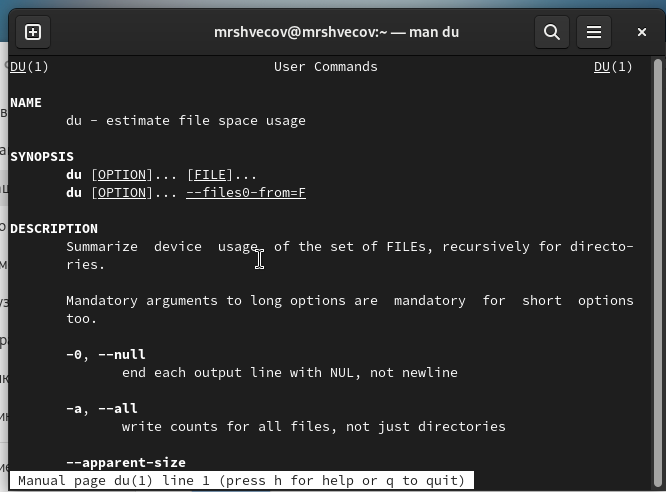 mrshvecov@mrshvecov:~ — man du
DU(1) User Commands DU(1)
NAME
du - estimate file space usage
SYNOPSIS
du [OPTION]... [FILE]...
du [OPTION]... --files0-from=F
DESCRIPTION
Summarize device usage of the set of FILEs, recursively for directo-
ries.
Mandatory arguments to long options are mandatory for short options
too.
-0, --null
end each output line with NUL, not newline
-a, --all
write counts for all files, not just directories
--apparent-size
Manual page du(1) line 1 (press h for help or q to quit)